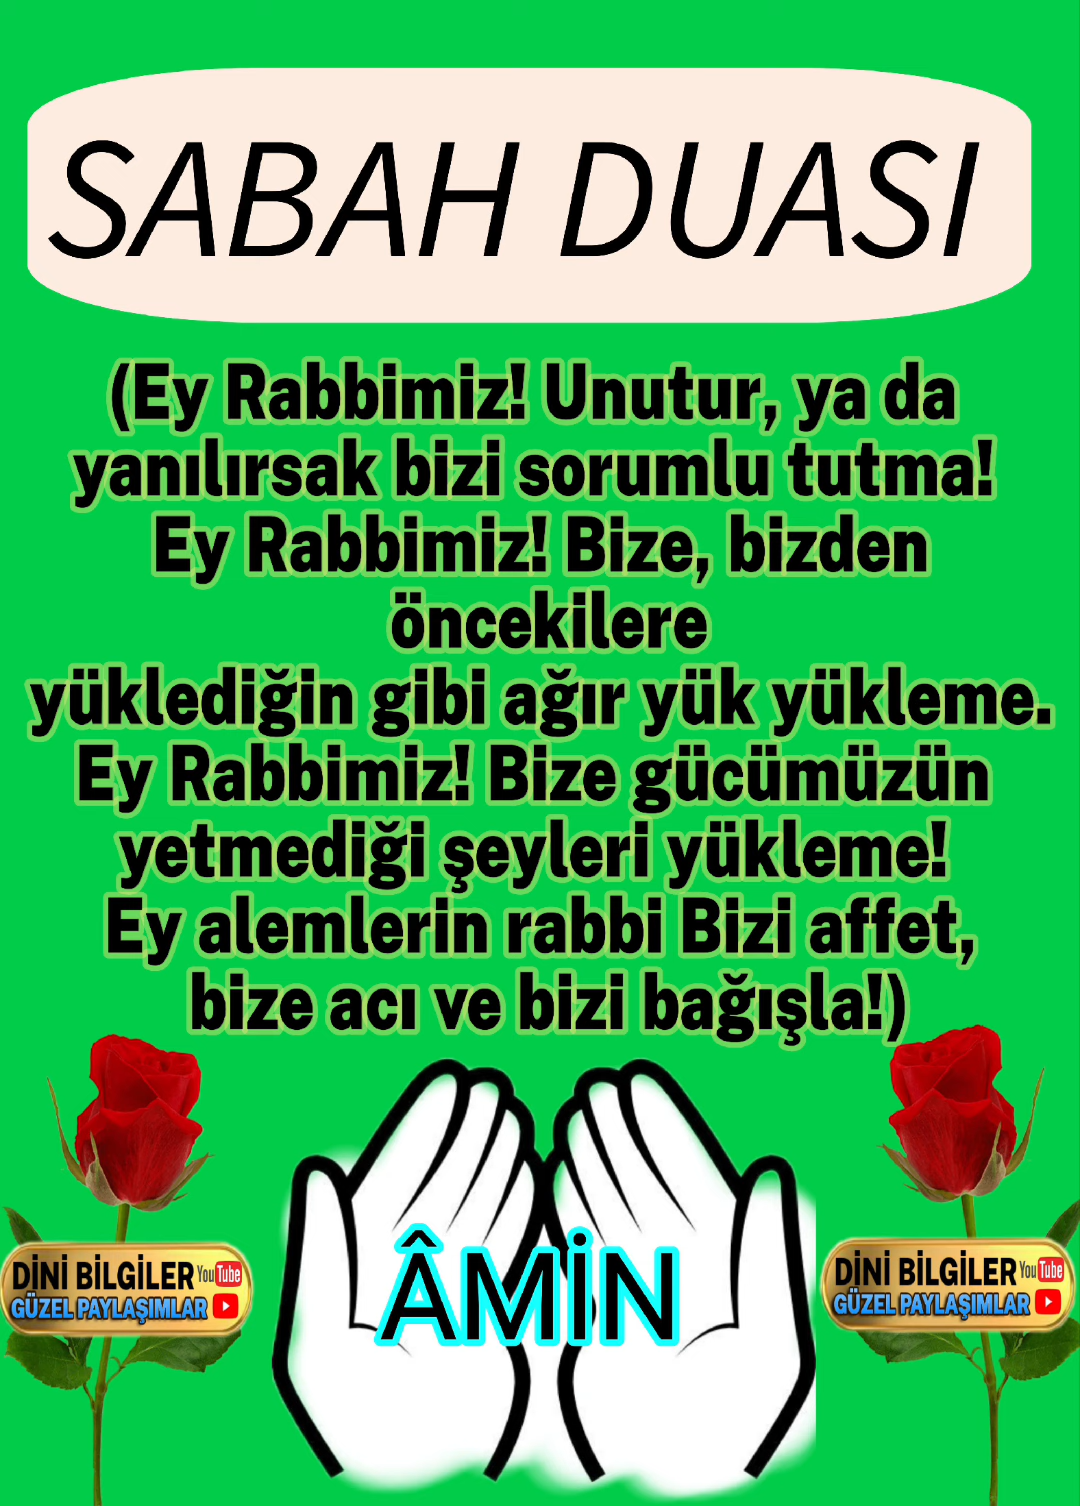 SABAH DUASI
(Ey Rabbimiz! Unutur, ya da
yanılırsak bizi sorumlu tutma!
Ey Rabbimiz! Bize, bizden
öncekilere
yüklediğin gibi ağır yük yükleme.
Ey Rabbimiz! Bize gücümüzün
yetmediği şeyleri yükleme!
Ey alemlerin rabbi Bizi affet,
bize acı ve bizi bağışla!)
ÂMİN
DİNİ BİLGİLER YouTube
GÜZEL PAYLAŞIMLAR
DİNİ BİLGİLER YouTube
GÜZEL PAYLAŞIMLAR